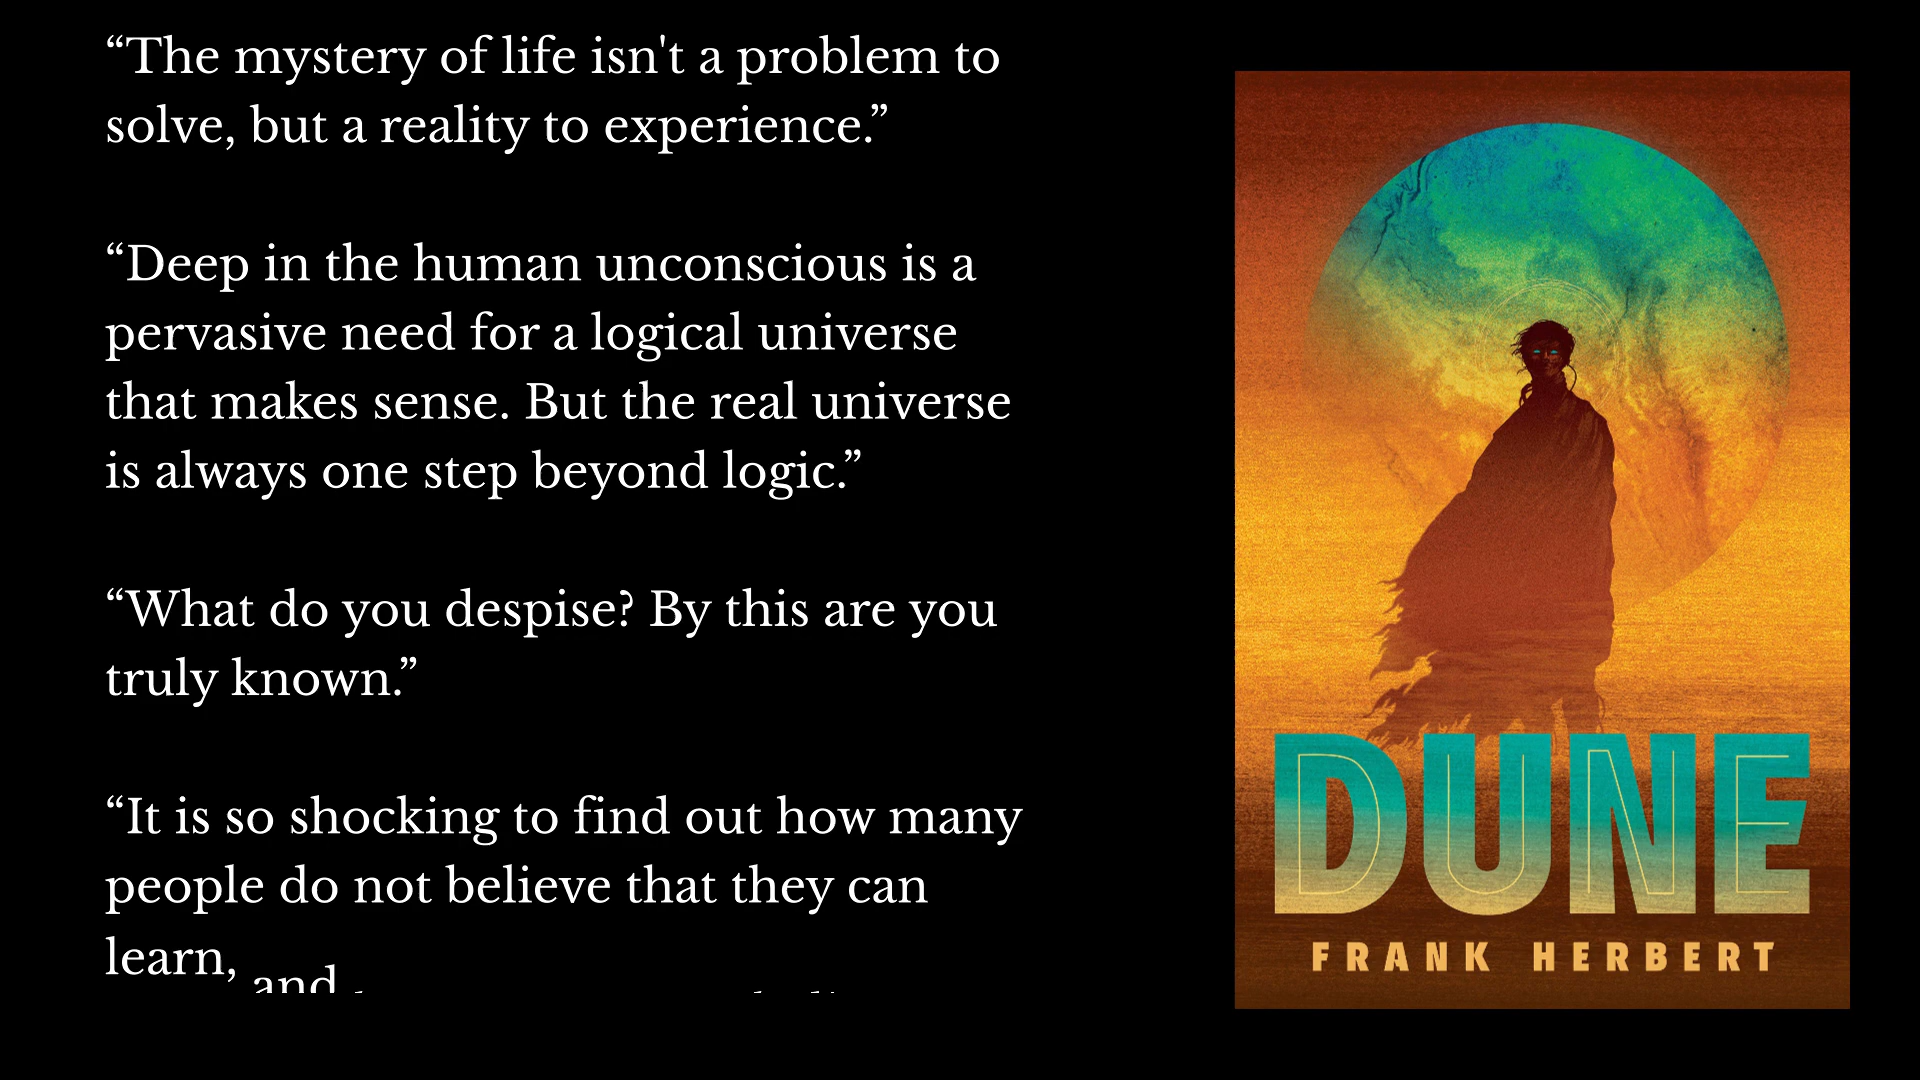 “The mystery of life isn't a problem to
solve, but a reality to experience.”
“Deep in the human unconscious is a
pervasive need for a logical universe
that makes sense. But the real universe
is always one step beyond logic.”
“What do you despise? By this are you
truly known.”
“It is so shocking to find out how many
people do not believe that they can
learn, and
DUNE
FRANK HERBERT